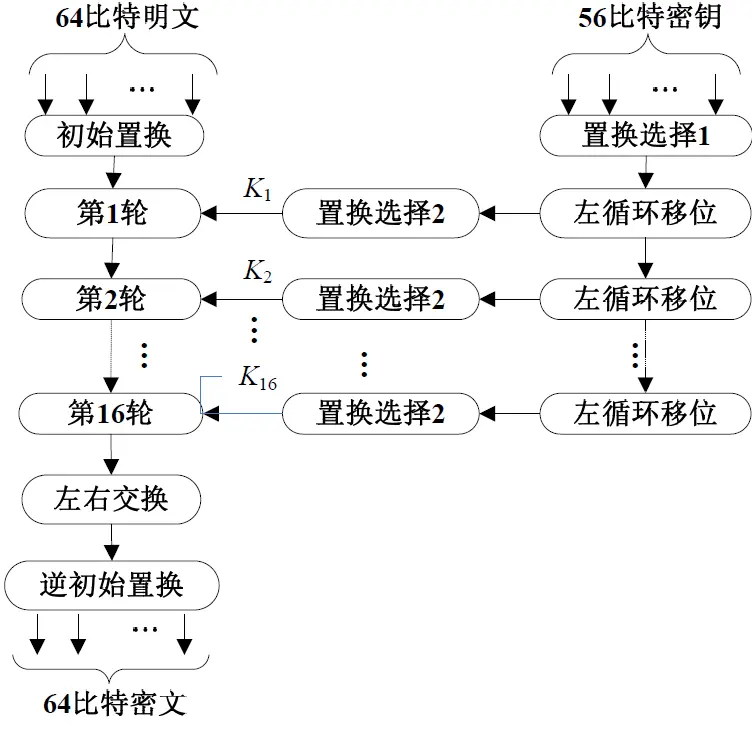 64比特明文
56比特密钥
…
…
初始置换
置换选择1
第1轮
K1
置换选择2
左循环移位
第2轮
K2
置换选择2
左循环移位
⋮
⋮
⋮
⋮
K16
第16轮
置换选择2
左循环移位
左右交换
逆初始置换
…
64比特密文